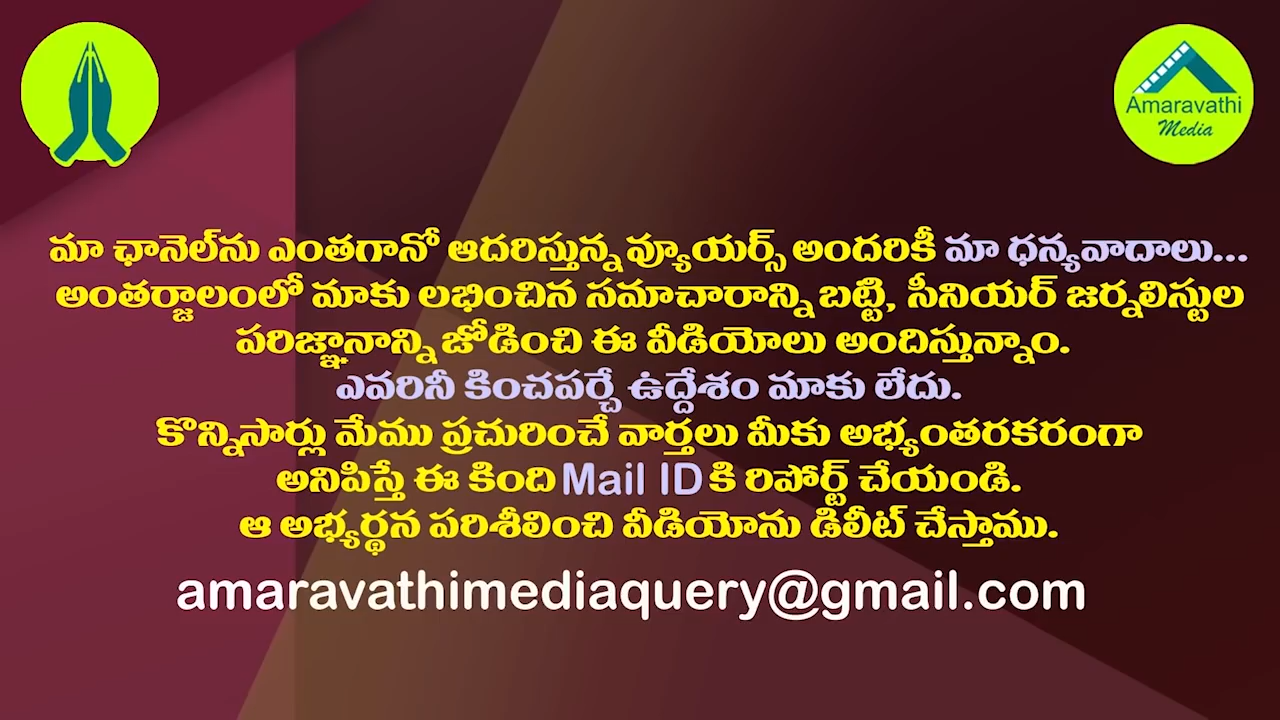 Amaravathi
Media
మా ఛానెల్‌ను ఎంతగానో ఆదరిస్తున్న వ్యూయర్స్ అందరికీ మా ధన్యవాదాలు...
అంతర్జాలంలో మాకు లభించిన సమాచారాన్ని బట్టి, సీనియర్ జర్నలిస్టుల
పరిజ్ఞానాన్ని జోడించి ఈ వీడియోలు అందిస్తున్నాం.
ఎవరినీ కించపర్చే ఉద్దేశం మాకు లేదు.
కొన్నిసార్లు మేము ప్రచురించే వార్తలు మీకు అభ్యంతరకరంగా
అనిపిస్తే ఈ కింది Mail ID కి రిపోర్ట్ చేయండి.
ఆ అభ్యర్థన పరిశీలించి వీడియోను డిలీట్ చేస్తాము.
amaravathimediaquery@gmail.com